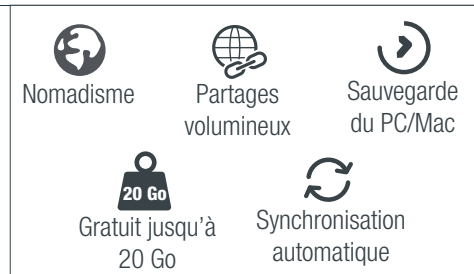 Nomadisme
Partages
volumineux
Sauvegarde
du PC/Mac
20 Go
Gratuit jusqu'à
20 Go
Synchronisation
automatique